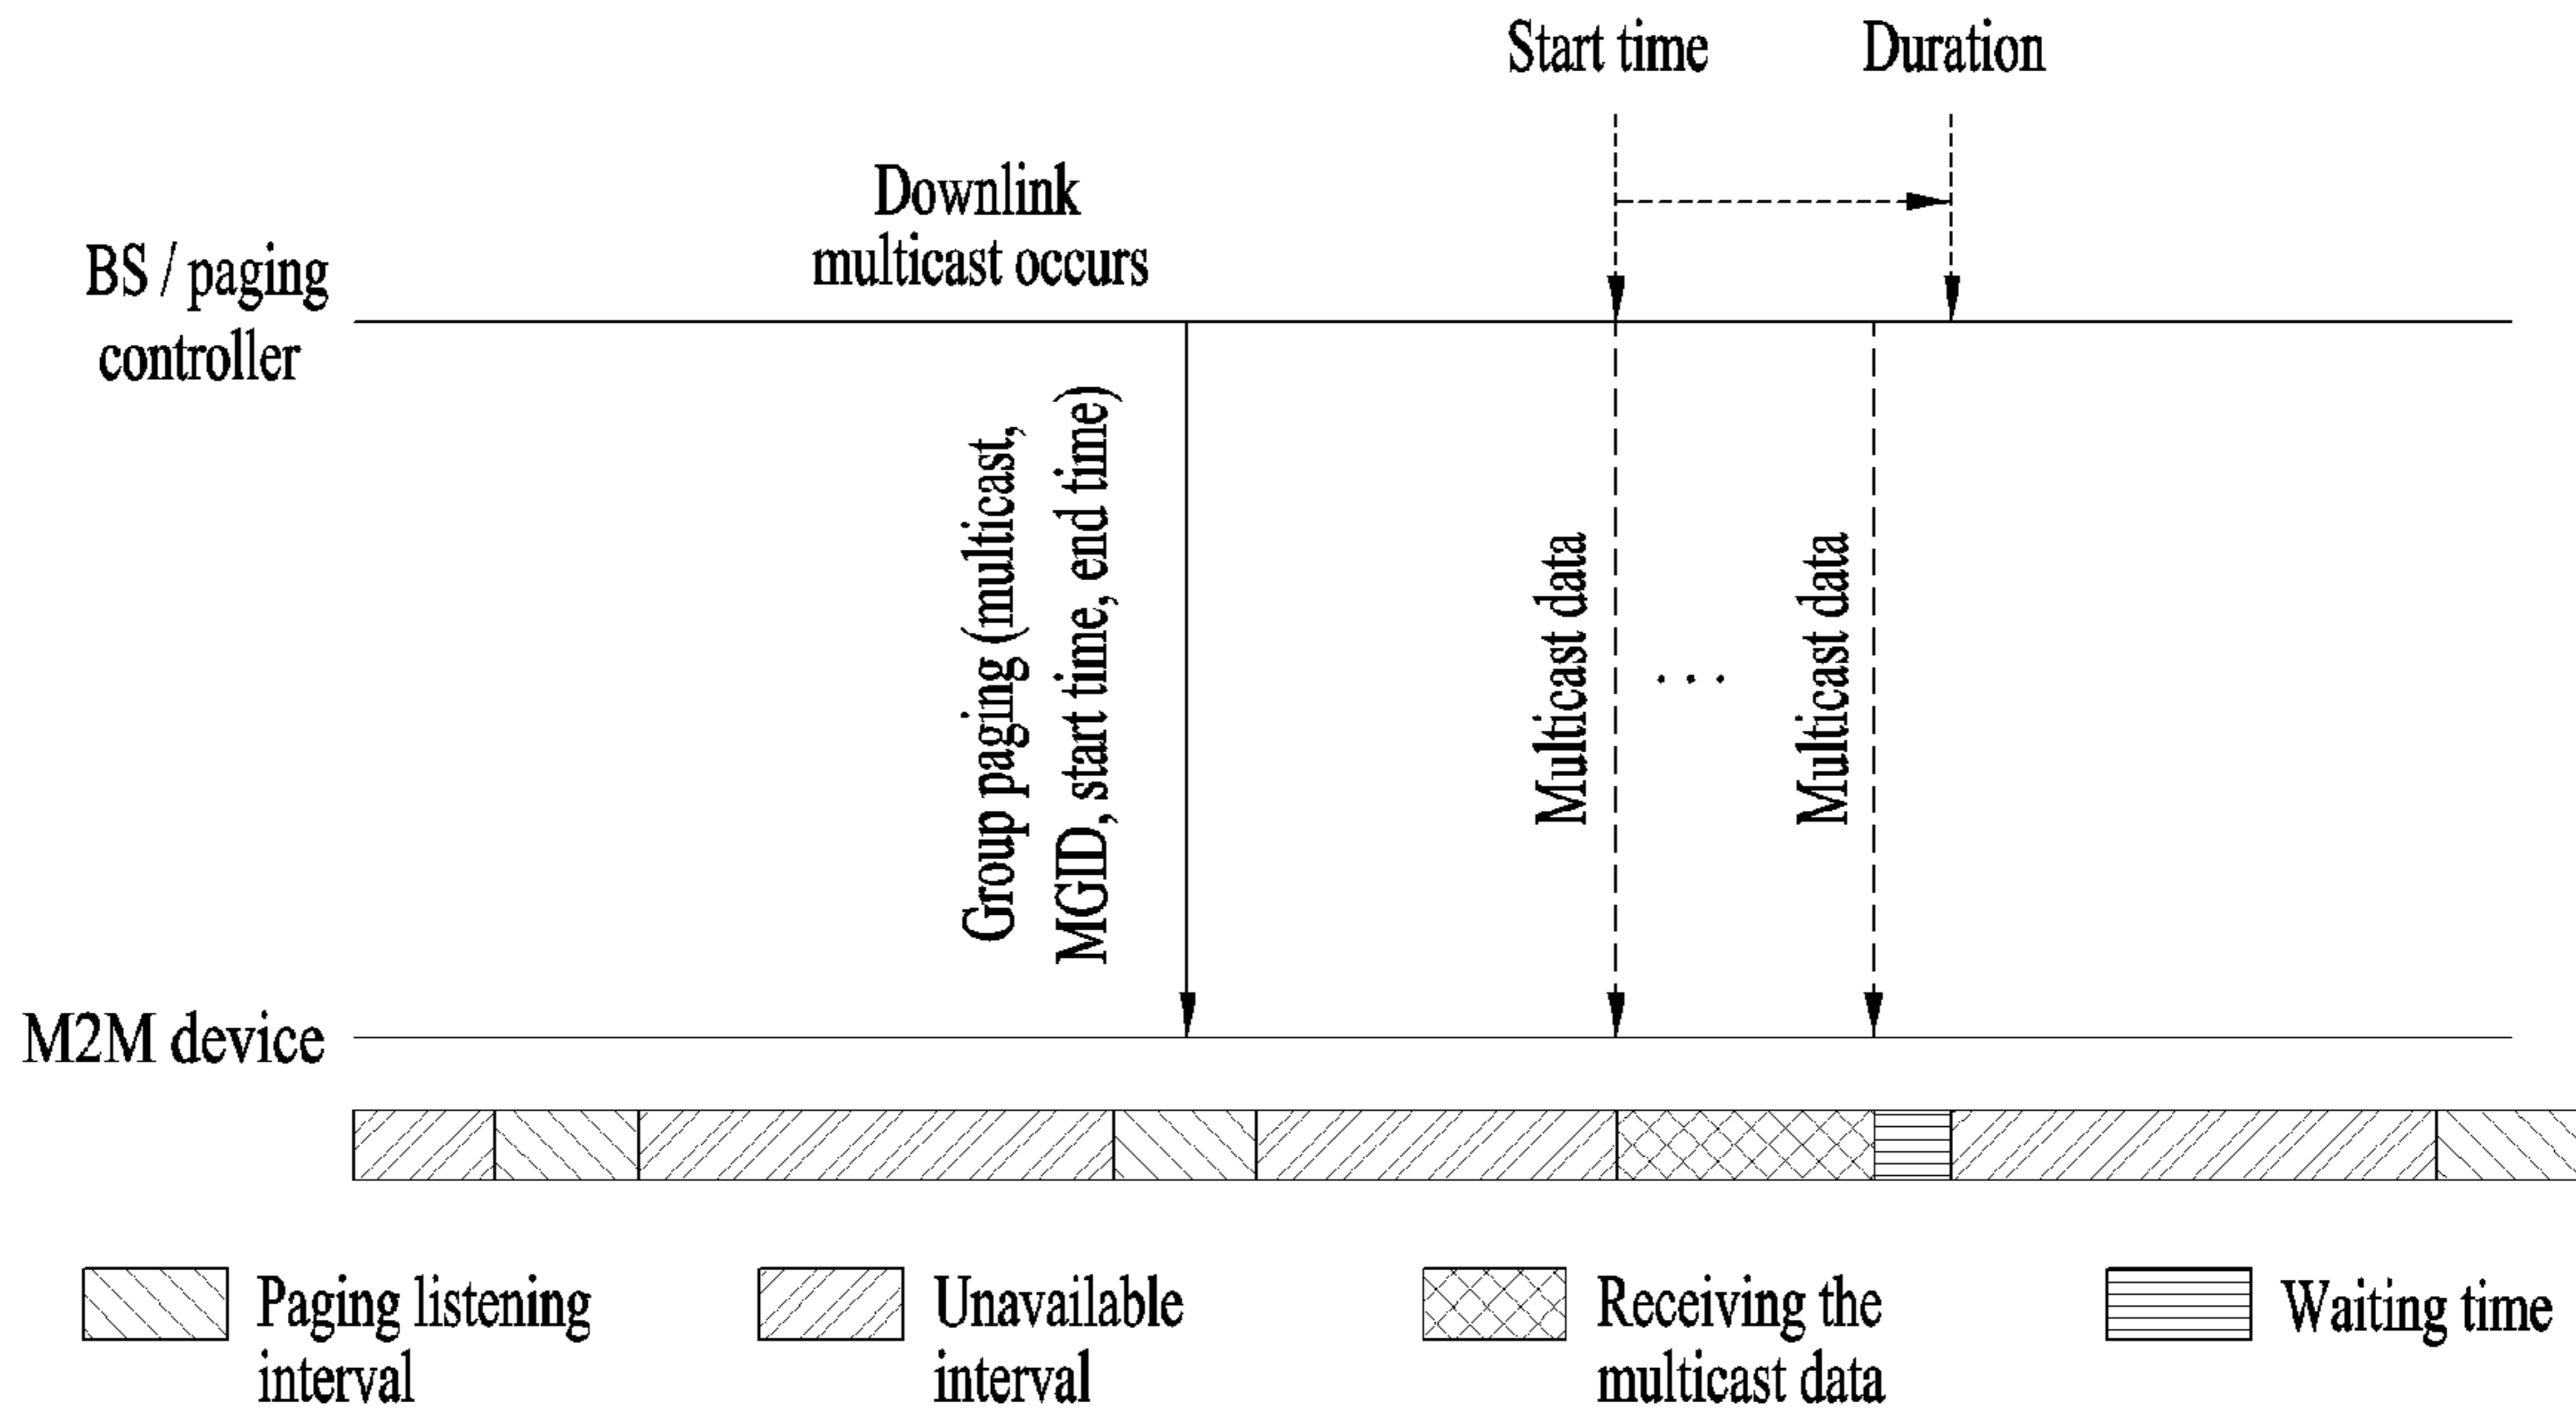 Start time
Duration
Downlink
multicast occurs
BS / paging
controller
Group paging (multicast,
MGID, start time, end time)
Multicast data
. . .
Multicast data
M2M device
Paging listening
interval
Unavailable
interval
Receiving the
multicast data
Waiting time